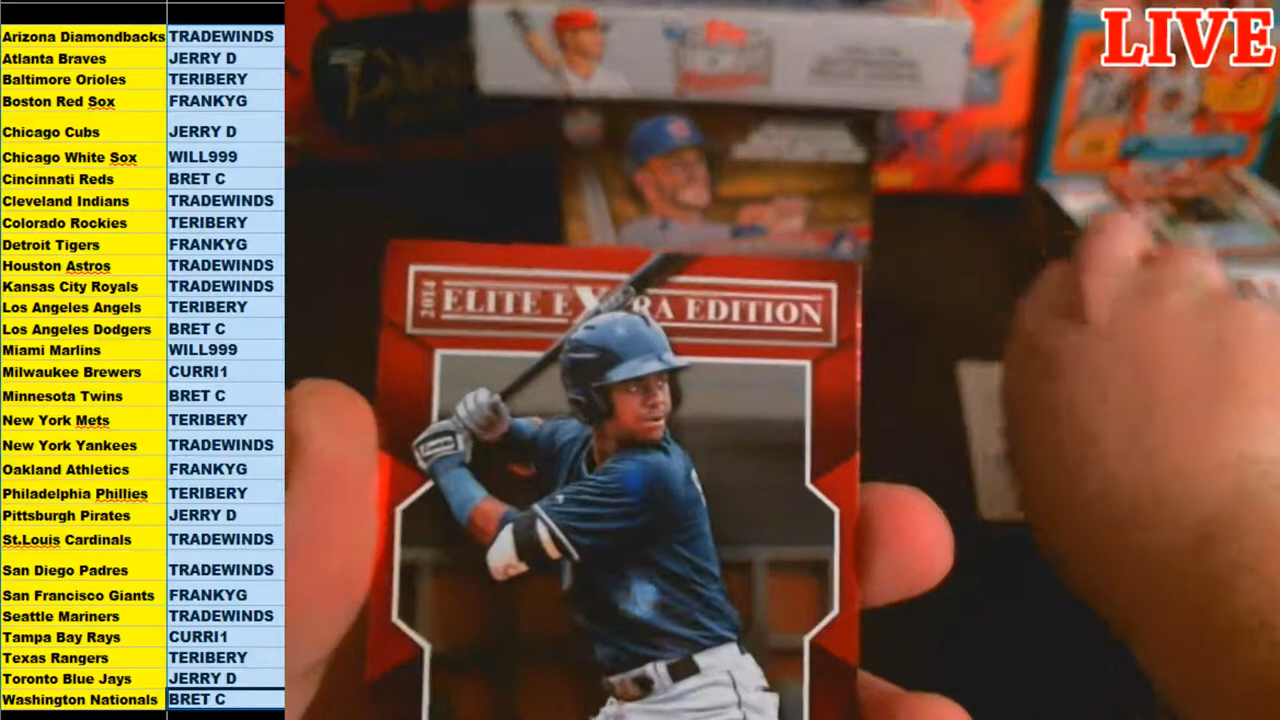 LIVE
Arizona Diamondbacks TRADEWINDS
Atlanta Braves JERRY D
Baltimore Orioles TERIBERY
Boston Red Sox FRANKYG
Chicago Cubs JERRY D
Chicago White Sox WILL999
Cincinnati Reds BRET C
Cleveland Indians TRADEWINDS
Colorado Rockies TERIBERY
Detroit Tigers FRANKYG
Houston Astros TRADEWINDS
Kansas City Royals TRADEWINDS
Los Angeles Angels TERIBERY
Los Angeles Dodgers BRET C
Miami Marlins WILL999
Milwaukee Brewers CURRI1
Minnesota Twins BRET C
New York Mets TERIBERY
New York Yankees TRADEWINDS
Oakland Athletics FRANKYG
Philadelphia Phillies TERIBERY
Pittsburgh Pirates JERRY D
St.Louis Cardinals TRADEWINDS
San Diego Padres TRADEWINDS
San Francisco Giants FRANKYG
Seattle Mariners TRADEWINDS
Tampa Bay Rays CURRI1
Texas Rangers TERIBERY
Toronto Blue Jays JERRY D
Washington Nationals BRET C
2014 ELITE EXTRA EDITION